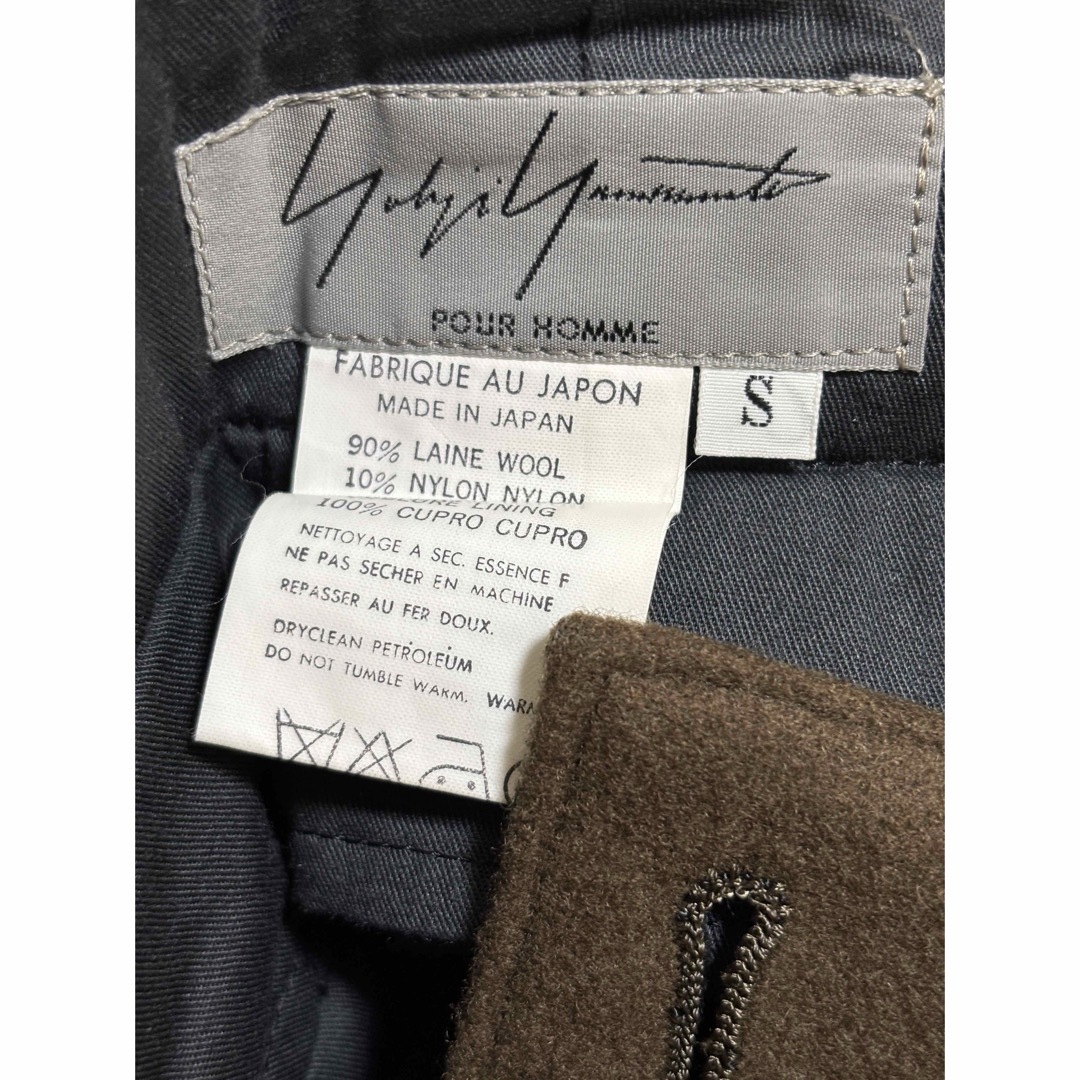 Yohji Yamamoto
POUR HOMME
S
FABRIQUE AU JAPON
MADE IN JAPAN
90% LAINE WOOL
10% NYLON NYLON
LINING
100% CUPRO CUPRO
NETTOYAGE A SEC. ESSENCE F
NE PAS SECHER EN MACHINE
REPASSER AU FER DOUX.
DRYCLEAN PETROLEUM
DO NOT TUMBLE WARM.